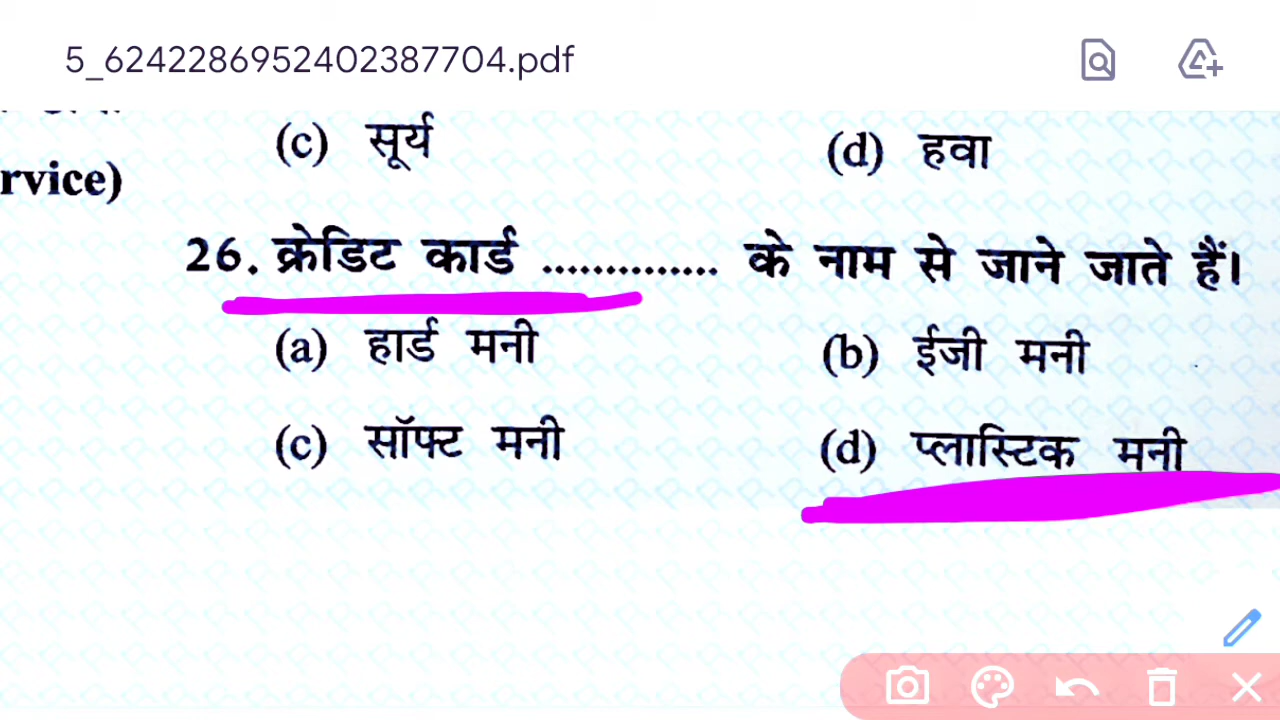 5_6242286952402387704.pdf
(c) सूर्य (d) हवा
rvice)
26. क्रेडिट कार्ड .............. के नाम से जाने जाते हैं।
(a) हार्ड मनी (b) ईजी मनी
(c) सॉफ्ट मनी (d) प्लास्टिक मनी